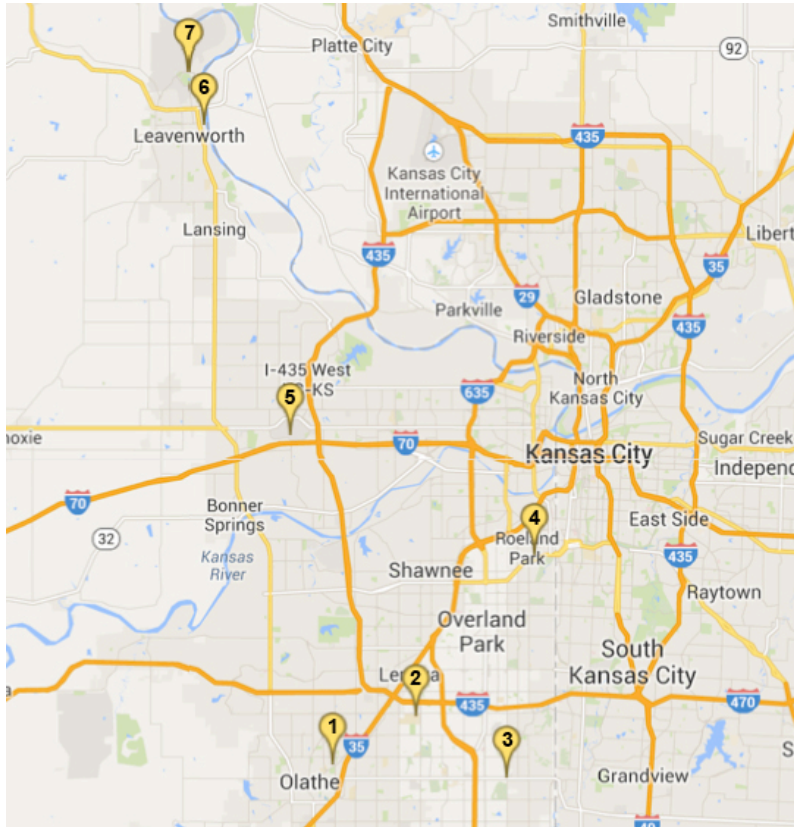 Smithville
7
Platte City
92
6
Leavenworth
435
Kansas City
International
Airport
Lansing
Libert
435
35
29
Gladstone
Parkville
435
Riverside
I-435 West
-KS
North
Kansas City
635
5
70
Kansas City
Sugar Creek
noxie
Independ
70
Bonner
Springs
4
East Side
32
Roeland
Park
Kansas
River
Shawnee
435
Raytown
Overland
Park
South
Kansas City
2
435
470
1
35
3
Olathe
Grandview
49